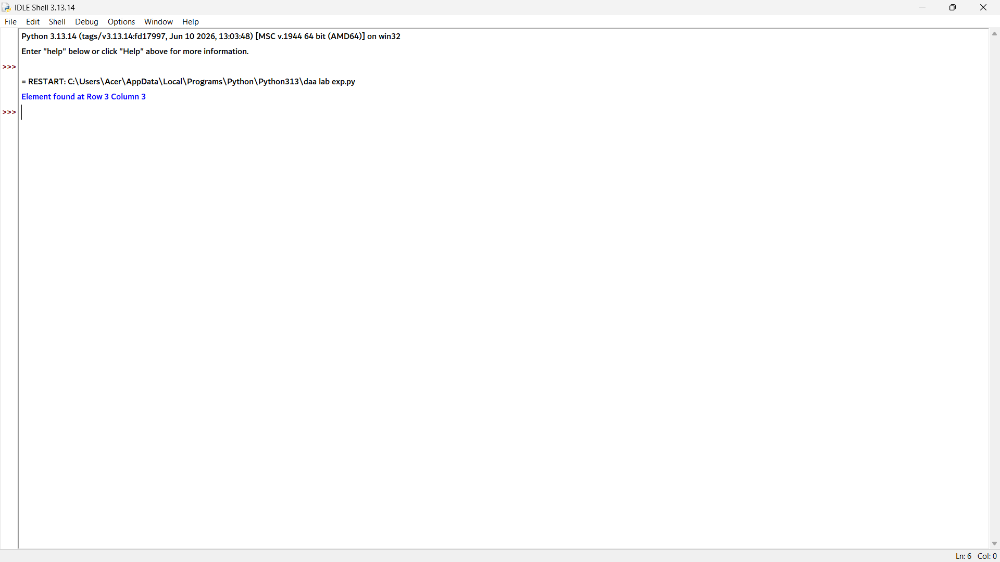 IDLE Shell 3.13.14
File Edit Shell Debug Options Window Help
Python 3.13.14 (tags/v3.13.14:fd17997, Jun 10 2026, 13:03:48) [MSC v.1944 64 bit (AMD64)] on win32
Enter "help" below or click "Help" above for more information.
>>>
= RESTART: C:\Users\Acer\AppData\Local\Programs\Python\Python313\daa lab exp.py
Element found at Row 3 Column 3
>>>
Ln: 6 Col: 0